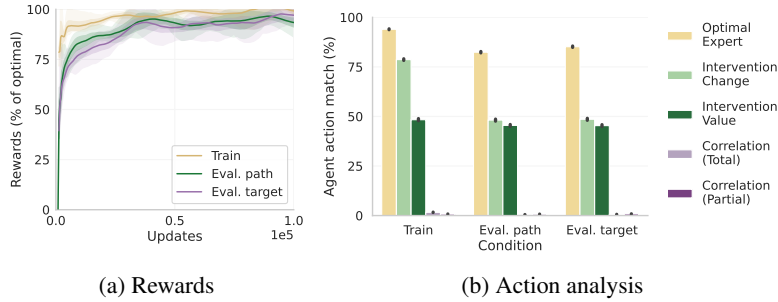 100
75
50
25
0
Rewards (% of optimal)
Train
Eval. path
Eval. target
0.0
0.5
1.0
Updates
1e5
(a) Rewards
100
75
50
25
0
Agent action match (%)
Train
Eval. path
Eval. target
Condition
Optimal
Expert
Intervention
Change
Intervention
Value
Correlation
(Total)
Correlation
(Partial)
(b) Action analysis